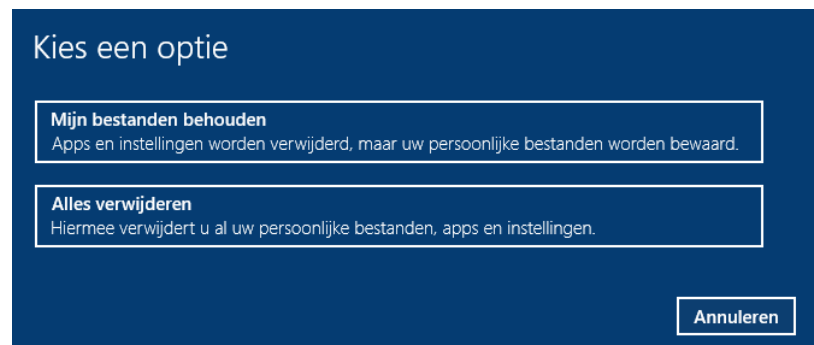 Kies een optie
Mijn bestanden behouden
Apps en instellingen worden verwijderd, maar uw persoonlijke bestanden worden bewaard.
Alles verwijderen
Hiermee verwijdert u al uw persoonlijke bestanden, apps en instellingen.
Annuleren